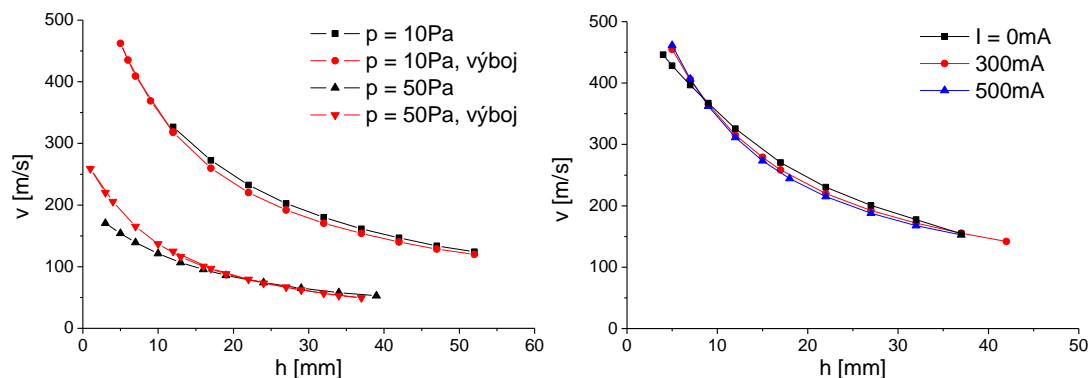 500
400
300
200
100
0
v [m/s]
0 10 20 30 40 50 60
h [mm]
p = 10Pa
p = 10Pa, výboj
p = 50Pa
p = 50Pa, výboj
500
400
300
200
100
0
v [m/s]
0 10 20 30 40 50
h [mm]
I = 0mA
300mA
500mA